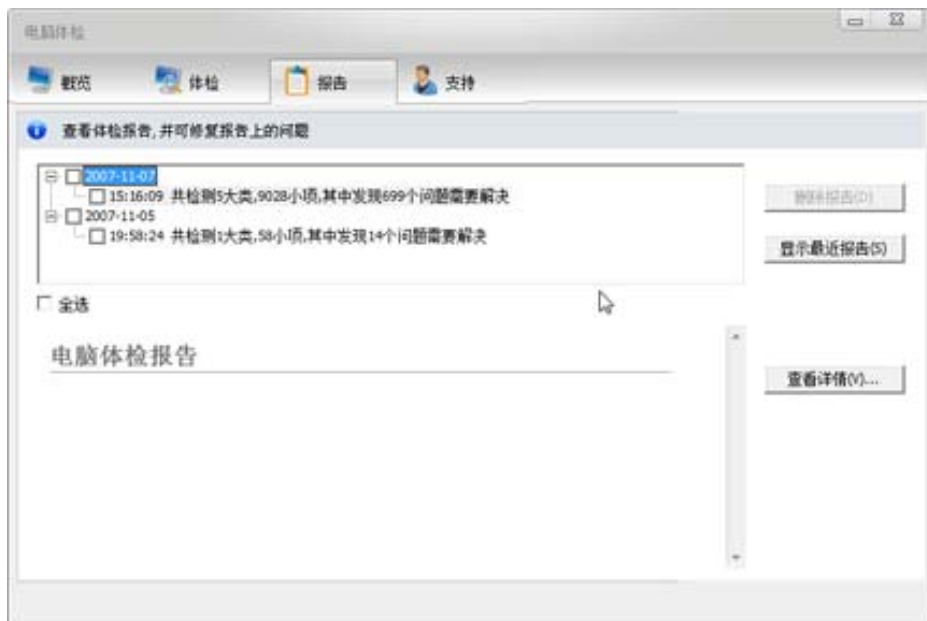 电脑体检
概览
体检
报告
支持
查看体检报告,并可修复报告上的问题
2007-11-07
15:16:09 共检测5大类,9028小项,其中发现699个问题需要解决
2007-11-05
19:58:24 共检测1大类,58小项,其中发现14个问题需要解决
删除报告(D)
显示最近报告(S)
全选
电脑体检报告
查看详情(V)...